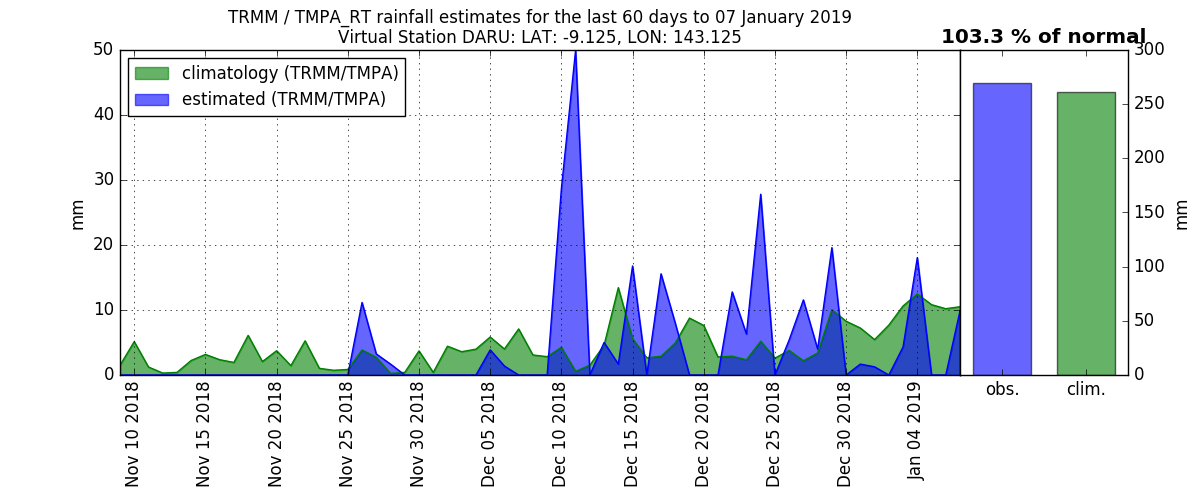 TRMM / TMPA_RT rainfall estimates for the last 60 days to 07 January 2019
Virtual Station DARU: LAT: -9.125, LON: 143.125
103.3 % of normal
climatology (TRMM/TMPA)
estimated (TRMM/TMPA)
50
40
30
20
10
0
mm
Nov 10 2018
Nov 15 2018
Nov 20 2018
Nov 25 2018
Nov 30 2018
Dec 05 2018
Dec 10 2018
Dec 15 2018
Dec 20 2018
Dec 25 2018
Dec 30 2018
Jan 04 2019
obs.
clim.
300
250
200
150
100
50
0
mm